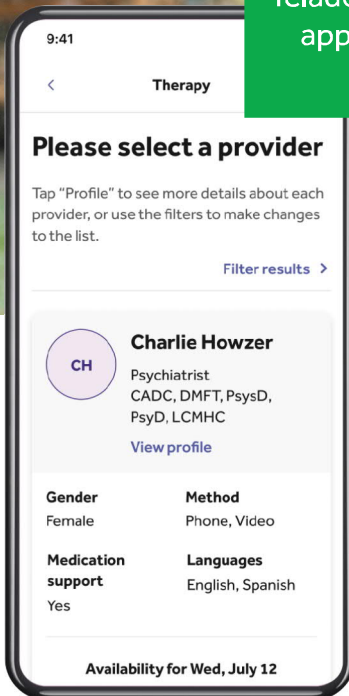 app
9:41
Therapy
Please select a provider
Tap “Profile” to see more details about each
provider, or use the filters to make changes
to the list.
Filter results
CH
Charlie Howzer
Psychiatrist
CADC, DMFT, PsysD,
PsyD, LCMHC
View profile
Gender
Method
Female
Phone, Video
Medication
support
Languages
English, Spanish
Yes
Availability for Wed, July 12